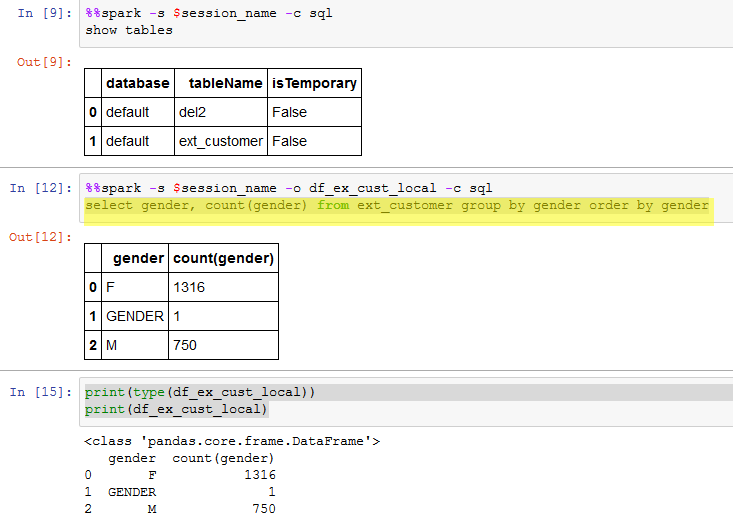 In [9]: %%spark -s $session_name -c sql
show tables
Out[9]:
database tableName isTemporary
0 default del2 False
1 default ext_customer False
In [12]: %%spark -s $session_name -o df_ex_cust_local -c sql
select gender, count(gender) from ext_customer group by gender order by gender
Out[12]:
gender count(gender)
0 F 1316
1 GENDER 1
2 M 750
In [15]: print(type(df_ex_cust_local))
print(df_ex_cust_local)
<class 'pandas.core.frame.DataFrame'>
gender count(gender)
0 F 1316
1 GENDER 1
2 M 750